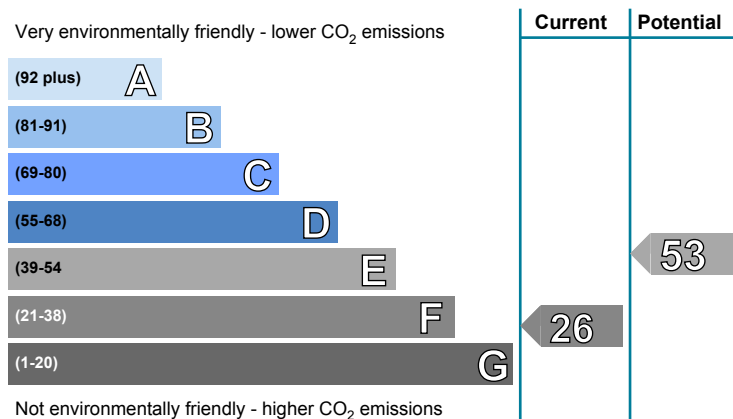 Current Potential
Very environmentally friendly - lower CO2 emissions
(92 plus) A
(81-91) B
(69-80) C
(55-68) D
(39-54 E
53
(21-38) F
26
(1-20) G
Not environmentally friendly - higher CO2 emissions